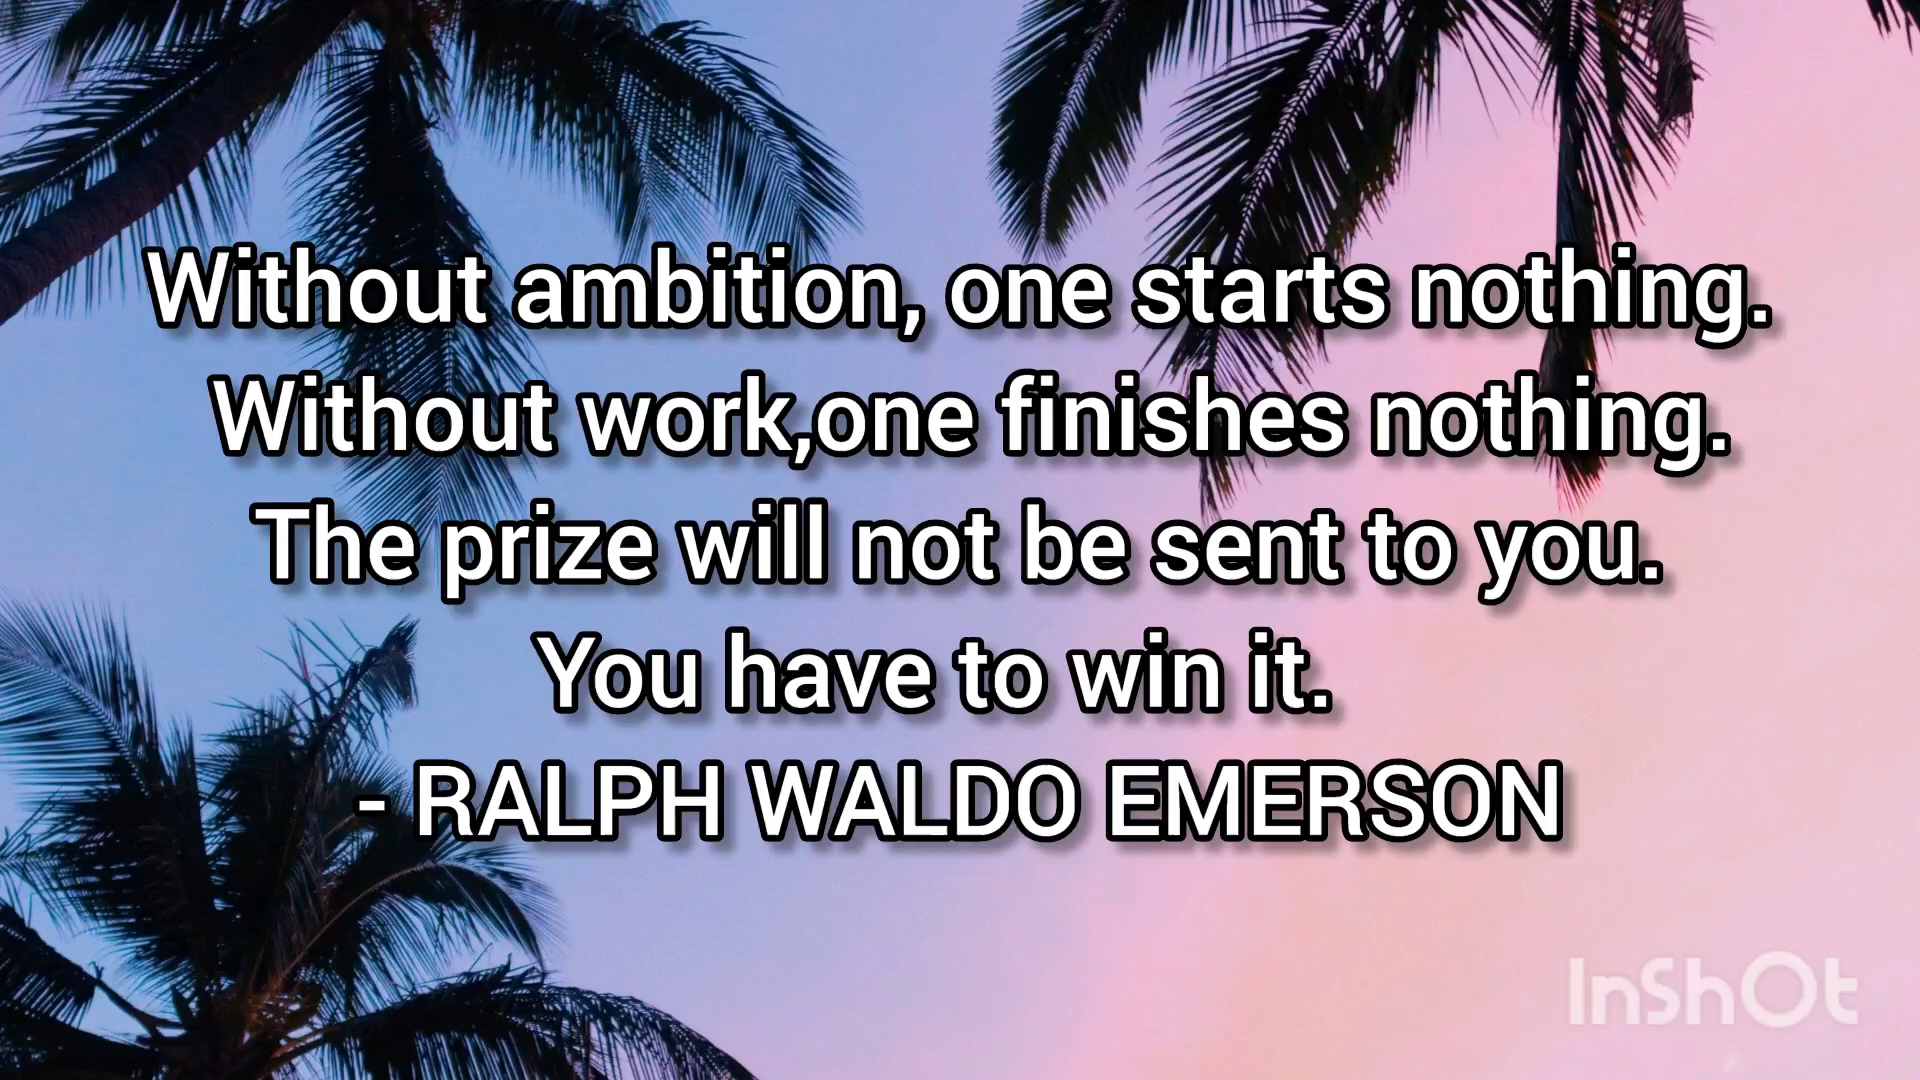 Without ambition, one starts nothing.
Without work,one finishes nothing.
The prize will not be sent to you.
You have to win it.
- RALPH WALDO EMERSON
InShOt